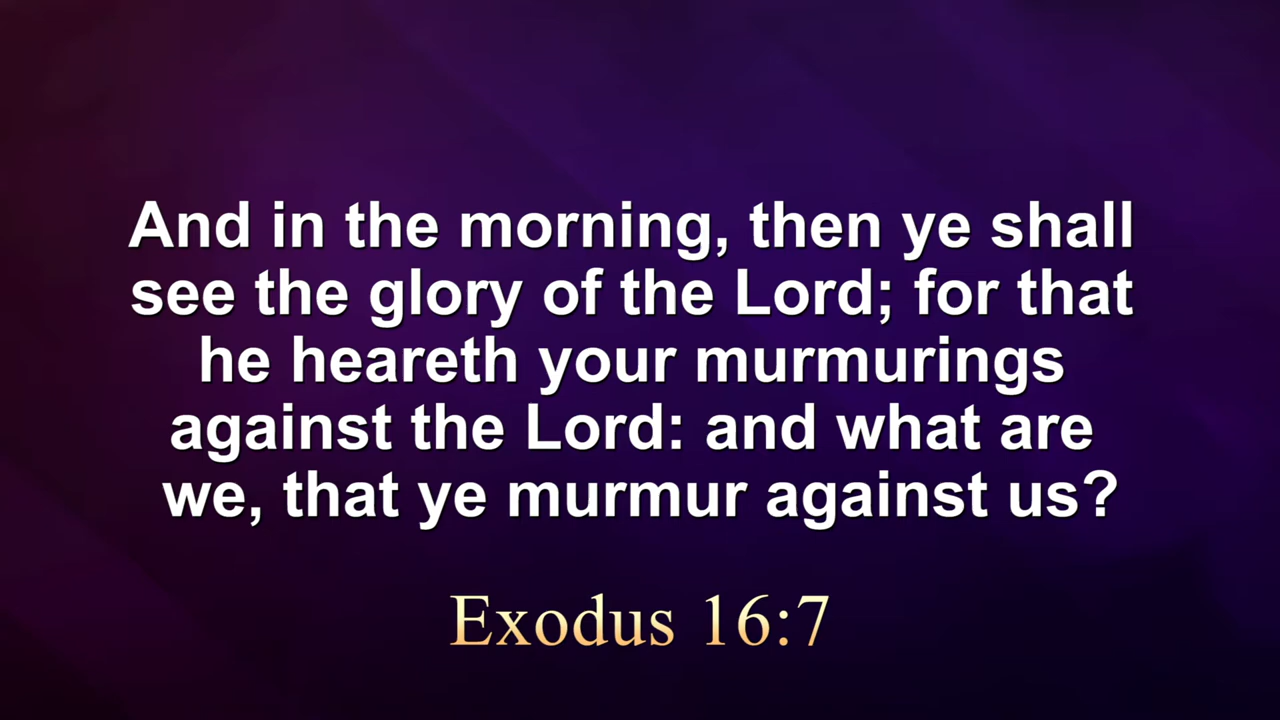 And in the morning, then ye shall
see the glory of the Lord; for that
he heareth your murmurings
against the Lord: and what are
we, that ye murmur against us?
Exodus 16:7